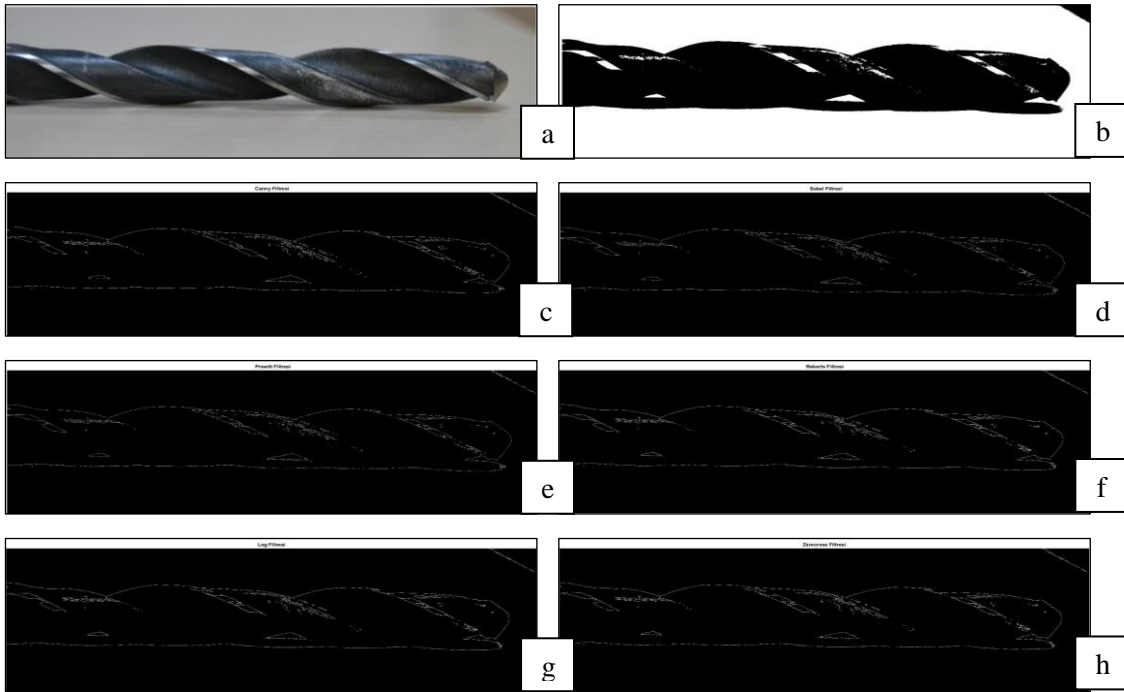 a
b
Canny Filtresi
Sobel Filtresi
c
d
Prewitt Filtresi
Roberts Filtresi
e
f
Log Filtresi
Zerocross Filtresi
g
h